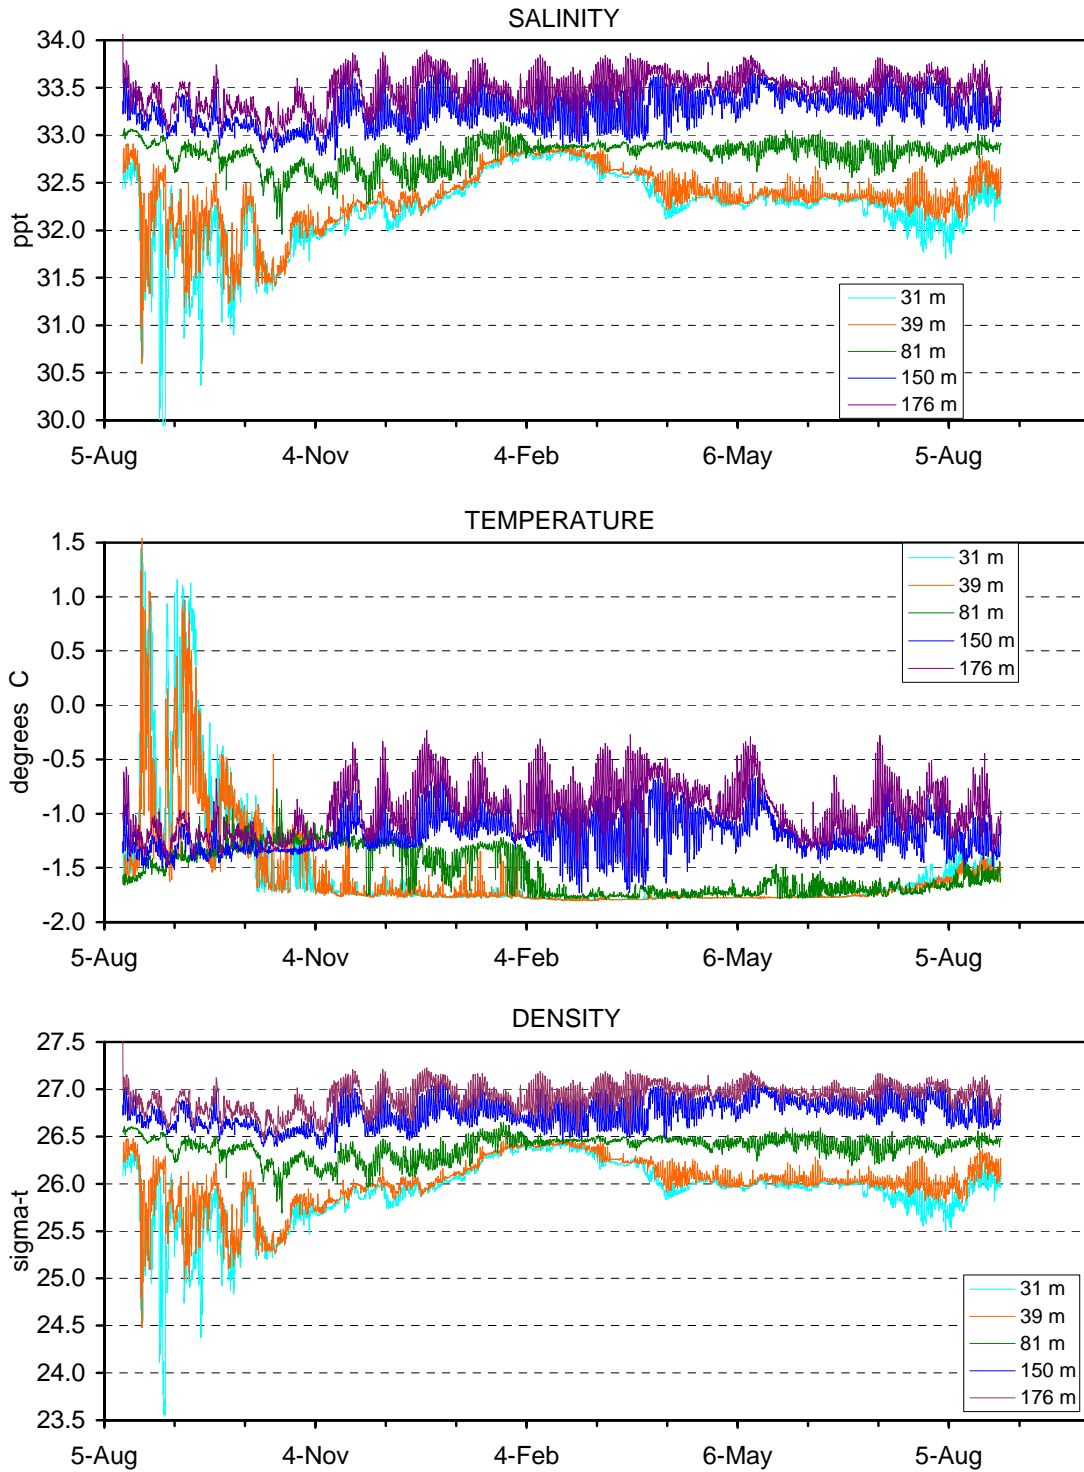 SALINITY
34.0
33.5
33.0
32.5
32.0
31.5
31.0
30.5
30.0
ppt
31 m
39 m
81 m
150 m
176 m
5-Aug 4-Nov 4-Feb 6-May 5-Aug
TEMPERATURE
1.5
1.0
0.5
0.0
-0.5
-1.0
-1.5
-2.0
degrees C
31 m
39 m
81 m
150 m
176 m
5-Aug 4-Nov 4-Feb 6-May 5-Aug
DENSITY
27.5
27.0
26.5
26.0
25.5
25.0
24.5
24.0
23.5
sigma-t
31 m
39 m
81 m
150 m
176 m
5-Aug 4-Nov 4-Feb 6-May 5-Aug